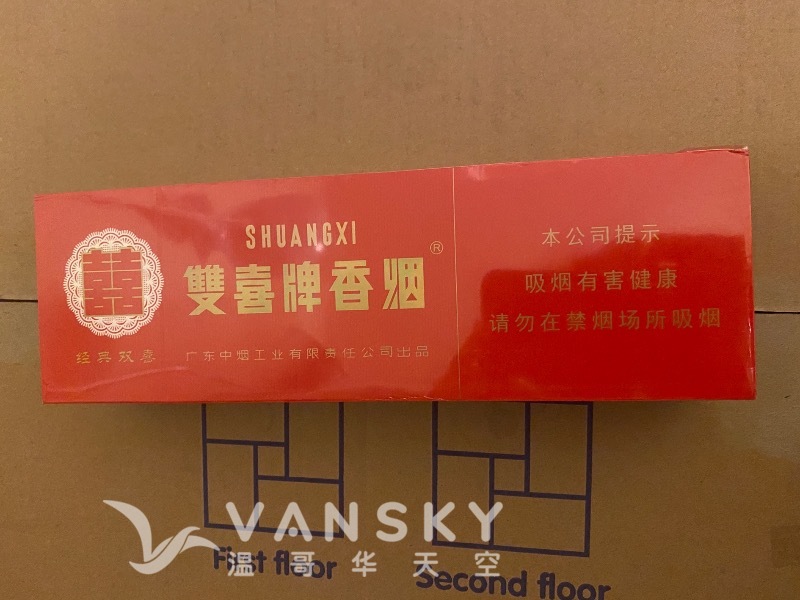 SHUANGXI
雙喜牌香烟®
经典双喜
广东中烟工业有限责任公司出品
本公司提示
吸烟有害健康
请勿在禁烟场所吸烟
VANSKY
温哥华天空
First floor
Second floor